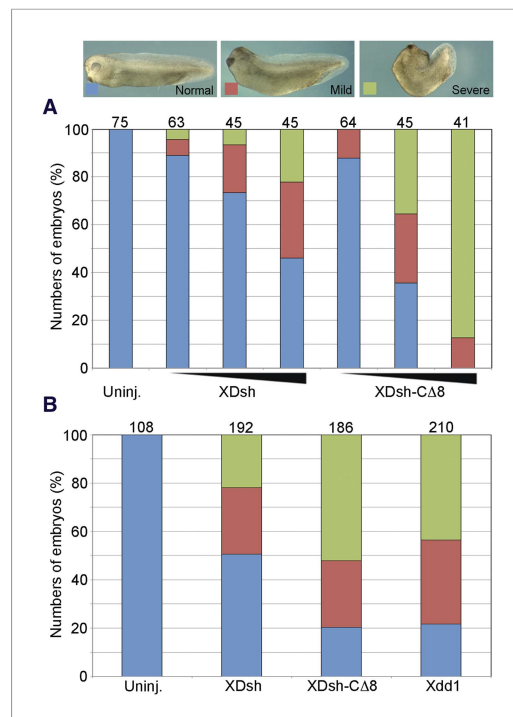 Normal Mild Severe
A
75 63 45 45 64 45 41
100
80
60
40
20
0
Numbers of embryos (%)
Uninj. XDsh XDsh-CΔ8
B
108 192 186 210
100
80
60
40
20
0
Numbers of embryos (%)
Uninj. XDsh XDsh-CΔ8 Xdd1